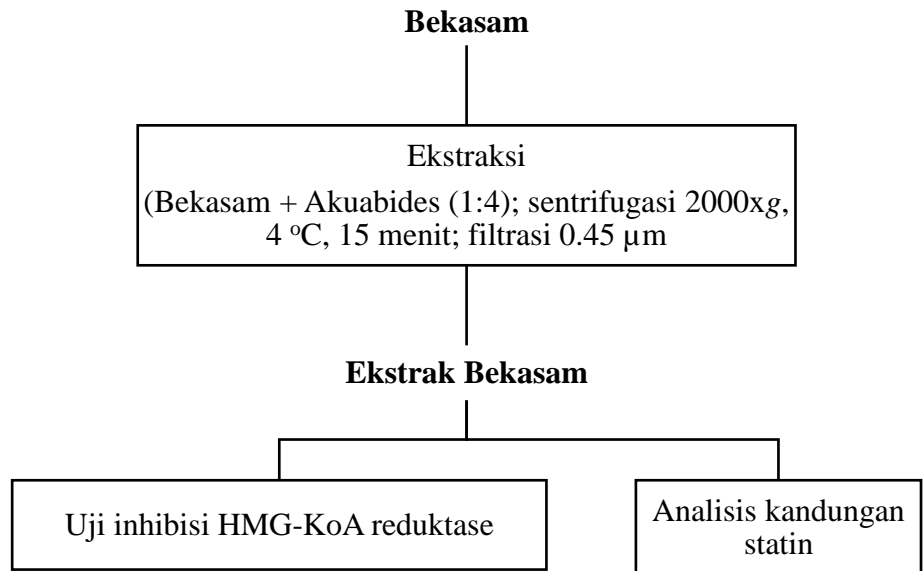 Bekasam
Ekstraksi
(Bekasam + Akuabides (1:4); sentrifugasi 2000xg,
4 °C, 15 menit; filtrasi 0.45 µm
Ekstrak Bekasam
Uji inhibisi HMG-KoA reduktase
Analisis kandungan
statin